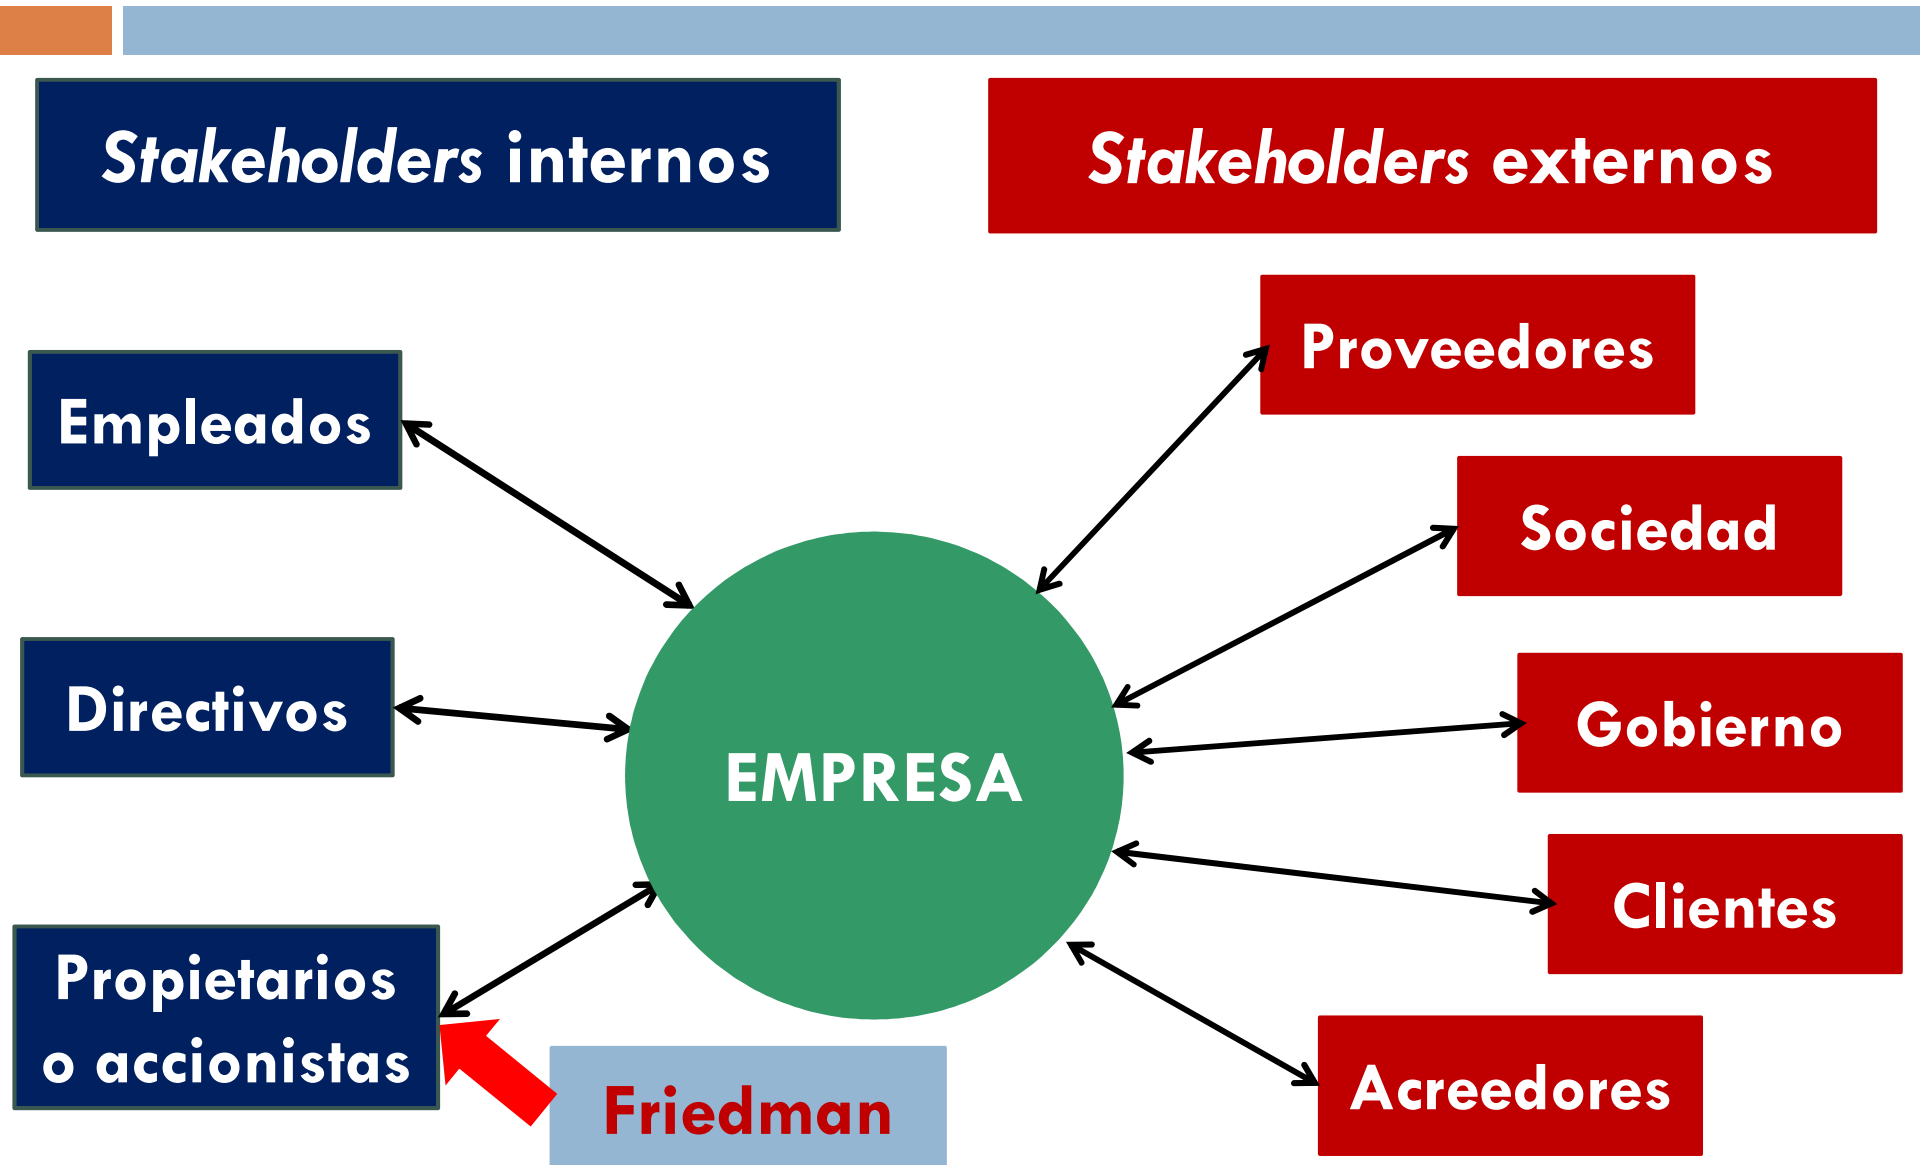 Stakeholders internos
Stakeholders externos
Empleados
Directivos
Propietarios
o accionistas
Friedman
EMPRESA
Proveedores
Sociedad
Gobierno
Clientes
Acreedores